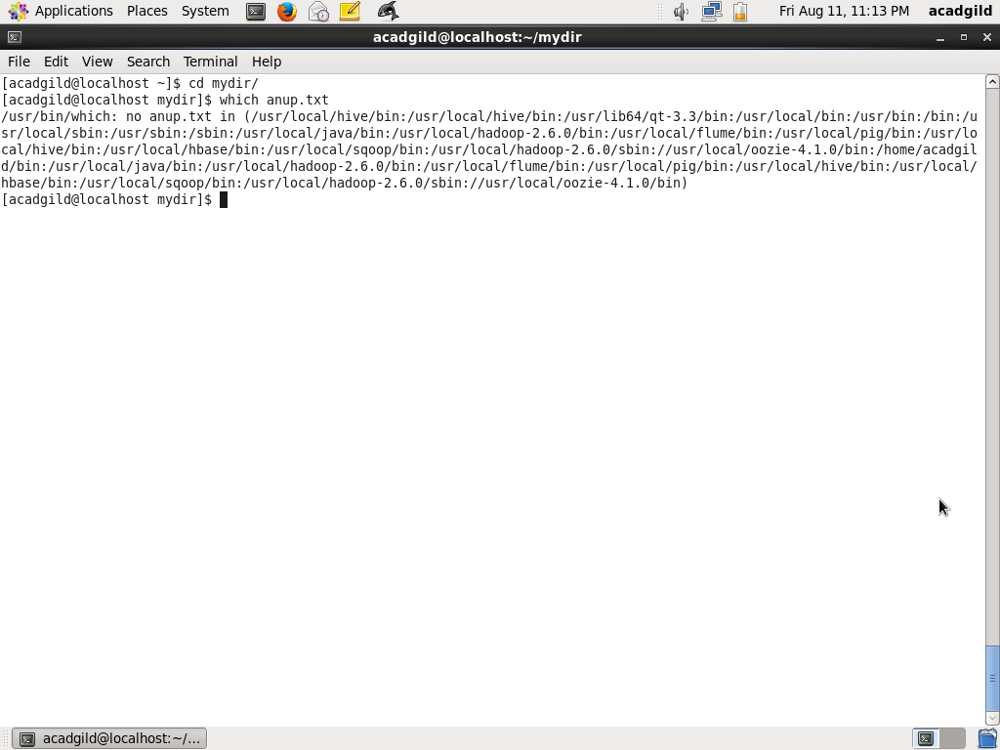 Applications Places System Fri Aug 11, 11:13 PM acadgild
acadgild@localhost:~/mydir
File Edit View Search Terminal Help
[acadgild@localhost ~]$ cd mydir/
[acadgild@localhost mydir]$ which anup.txt
/usr/bin/which: no anup.txt in (/usr/local/hive/bin:/usr/local/hive/bin:/usr/lib64/qt-3.3/bin:/usr/local/bin:/usr/bin:/bin:/u
sr/local/sbin:/usr/sbin:/sbin:/usr/local/java/bin:/usr/local/hadoop-2.6.0/bin:/usr/local/flume/bin:/usr/local/pig/bin:/usr/lo
cal/hive/bin:/usr/local/hbase/bin:/usr/local/sqoop/bin:/usr/local/hadoop-2.6.0/sbin://usr/local/oozie-4.1.0/bin:/home/acadgil
d/bin:/usr/local/java/bin:/usr/local/hadoop-2.6.0/bin:/usr/local/flume/bin:/usr/local/pig/bin:/usr/local/hive/bin:/usr/local/
hbase/bin:/usr/local/sqoop/bin:/usr/local/hadoop-2.6.0/sbin://usr/local/oozie-4.1.0/bin)
[acadgild@localhost mydir]$
acadgild@localhost:~/...